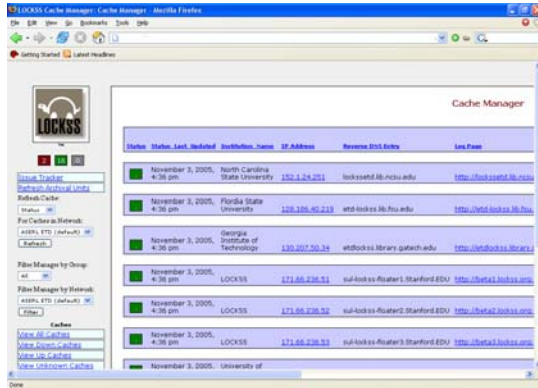 LOCKSS Cache Manager: Cache Manager - Mozilla Firefox
File Edit View Go Bookmarks Tools Help
Getting Started Latest Headlines
LOCKSS
Cache Manager
Status Status Last Updated Institution Name IP Address Reverse DNS Entry Log Page
November 3, 2005, 4:36 pm North Carolina State University 152.1.24.251 lockssetd.lib.ncsu.edu http://lockssetd.lib.ncsu
November 3, 2005, 4:36 pm Flordia State University 128.186.40.219 etd-lockss.lib.fsu.edu http://etd-lockss.lib.fsu.
November 3, 2005, 4:36 pm Georgia Institute of Technology 130.207.50.34 etdlockss.library.gatech.edu http://etdlockss.library.
November 3, 2005, 4:36 pm LOCKSS 171.66.236.51 sul-lockss-floater1.Stanford.EDU http://beta1.lockss.org
November 3, 2005, 4:36 pm LOCKSS 171.66.236.52 sul-lockss-floater2.Stanford.EDU http://beta2.lockss.org
November 3, 2005, 4:36 pm LOCKSS 171.66.236.53 sul-lockss-floater3.Stanford.EDU http://beta3.lockss.org
November 3, 2005, University of
2 18 0
Issue Tracker
Refresh Archival Units
Refresh Cache:
Status
For Caches in Network:
ASERL ETD (default)
Refresh
Filter Manager by Group:
All
Filter Manager by Network:
ASERL ETD (default)
Filter
Caches
View All Caches
View Down Caches
View Up Caches
View Unknown Caches
Done